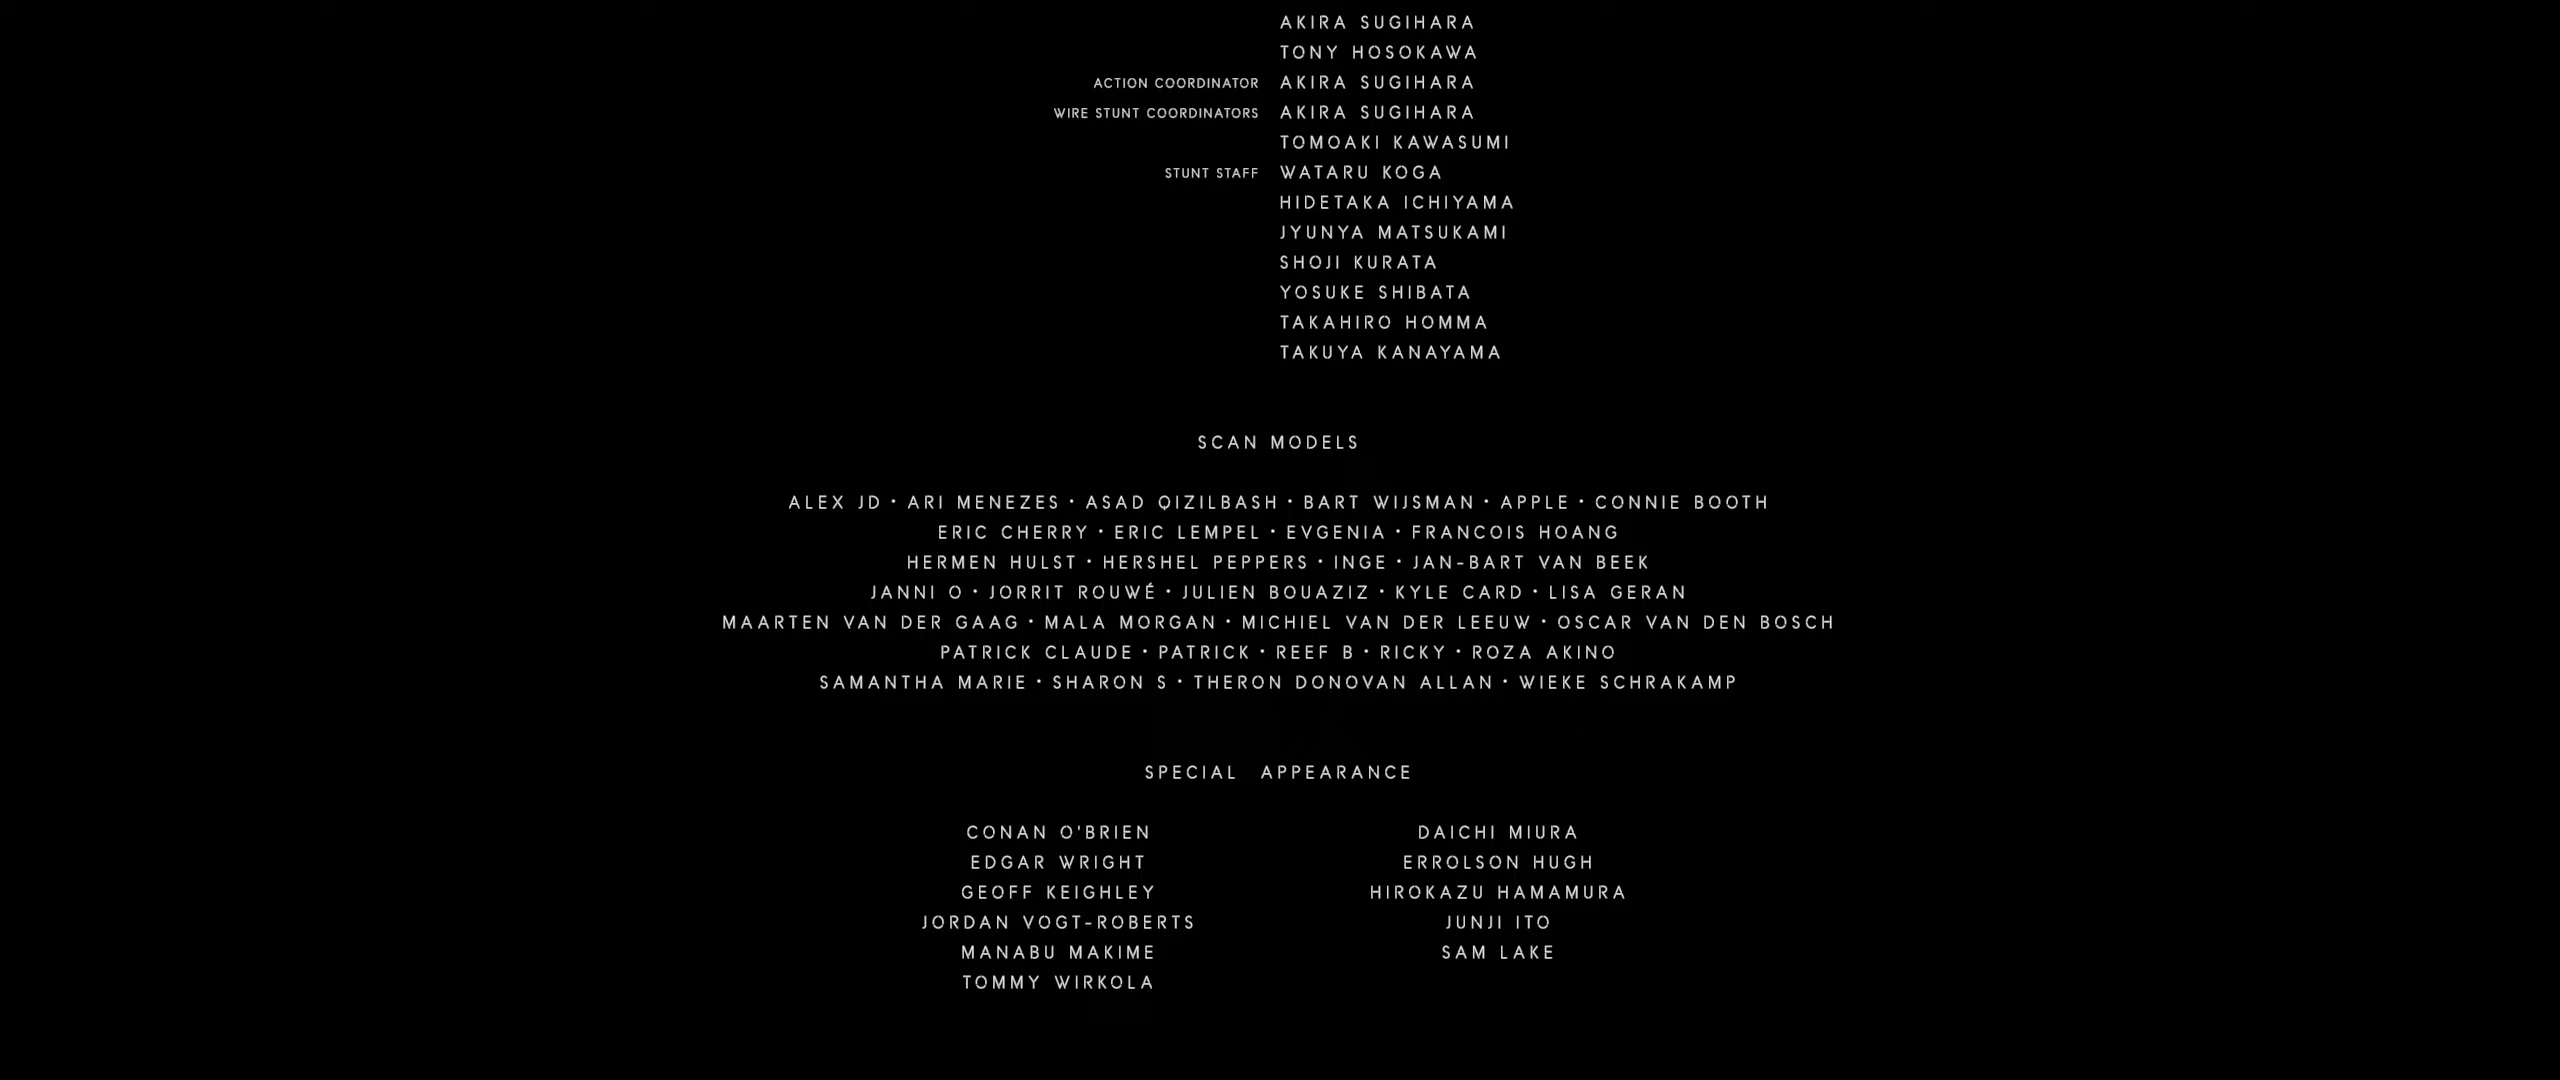 AKIRA SUGIHARA
TONY HOSOKAWA
ACTION COORDINATOR AKIRA SUGIHARA
WIRE STUNT COORDINATORS AKIRA SUGIHARA
TOMOAKI KAWASUMI
STUNT STAFF WATARU KOGA
HIDETAKA ICHIYAMA
JYUNYA MATSUKAMI
SHOJI KURATA
YOSUKE SHIBATA
TAKAHIRO HOMMA
TAKUYA KANAYAMA
SCAN MODELS
ALEX JD • ARI MENEZES • ASAD QIZILBASH • BART WIJSMAN • APPLE • CONNIE BOOTH
ERIC CHERRY • ERIC LEMPEL • EVGENIA • FRANCOIS HOANG
HERMEN HULST • HERSHEL PEPPERS • INGE • JAN-BART VAN BEEK
JANNI O • JORRIT ROUWÉ • JULIEN BOUAZIZ • KYLE CARD • LISA GERAN
MAARTEN VAN DER GAAG • MALA MORGAN • MICHIEL VAN DER LEEUW • OSCAR VAN DEN BOSCH
PATRICK CLAUDE • PATRICK • REEF B • RICKY • ROZA AKINO
SAMANTHA MARIE • SHARON S • THERON DONOVAN ALLAN • WIEKE SCHRAKAMP
SPECIAL APPEARANCE
CONAN O'BRIEN DAICHI MIURA
EDGAR WRIGHT ERROLSON HUGH
GEOFF KEIGHLEY HIROKAZU HAMAMURA
JORDAN VOGT-ROBERTS JUNJI ITO
MANABU MAKIME SAM LAKE
TOMMY WIRKOLA